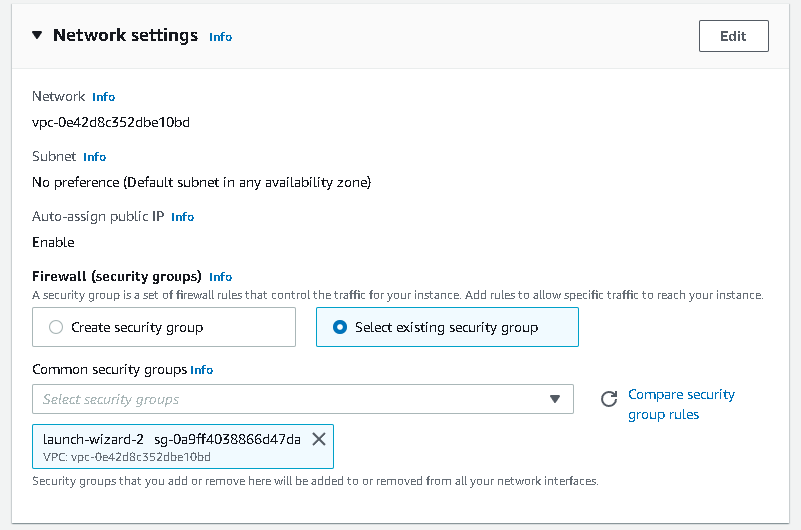 Network settings Info
Edit
Network Info
vpc-0e42d8c352dbe10bd
Subnet Info
No preference (Default subnet in any availability zone)
Auto-assign public IP Info
Enable
Firewall (security groups) Info
A security group is a set of firewall rules that control the traffic for your instance. Add rules to allow specific traffic to reach your instance.
Create security group
Select existing security group
Common security groups Info
Select security groups
Compare security
group rules
launch-wizard-2 sg-0a9ff4038866d47da
VPC: vpc-0e42d8c352dbe10bd
Security groups that you add or remove here will be added to or removed from all your network interfaces.